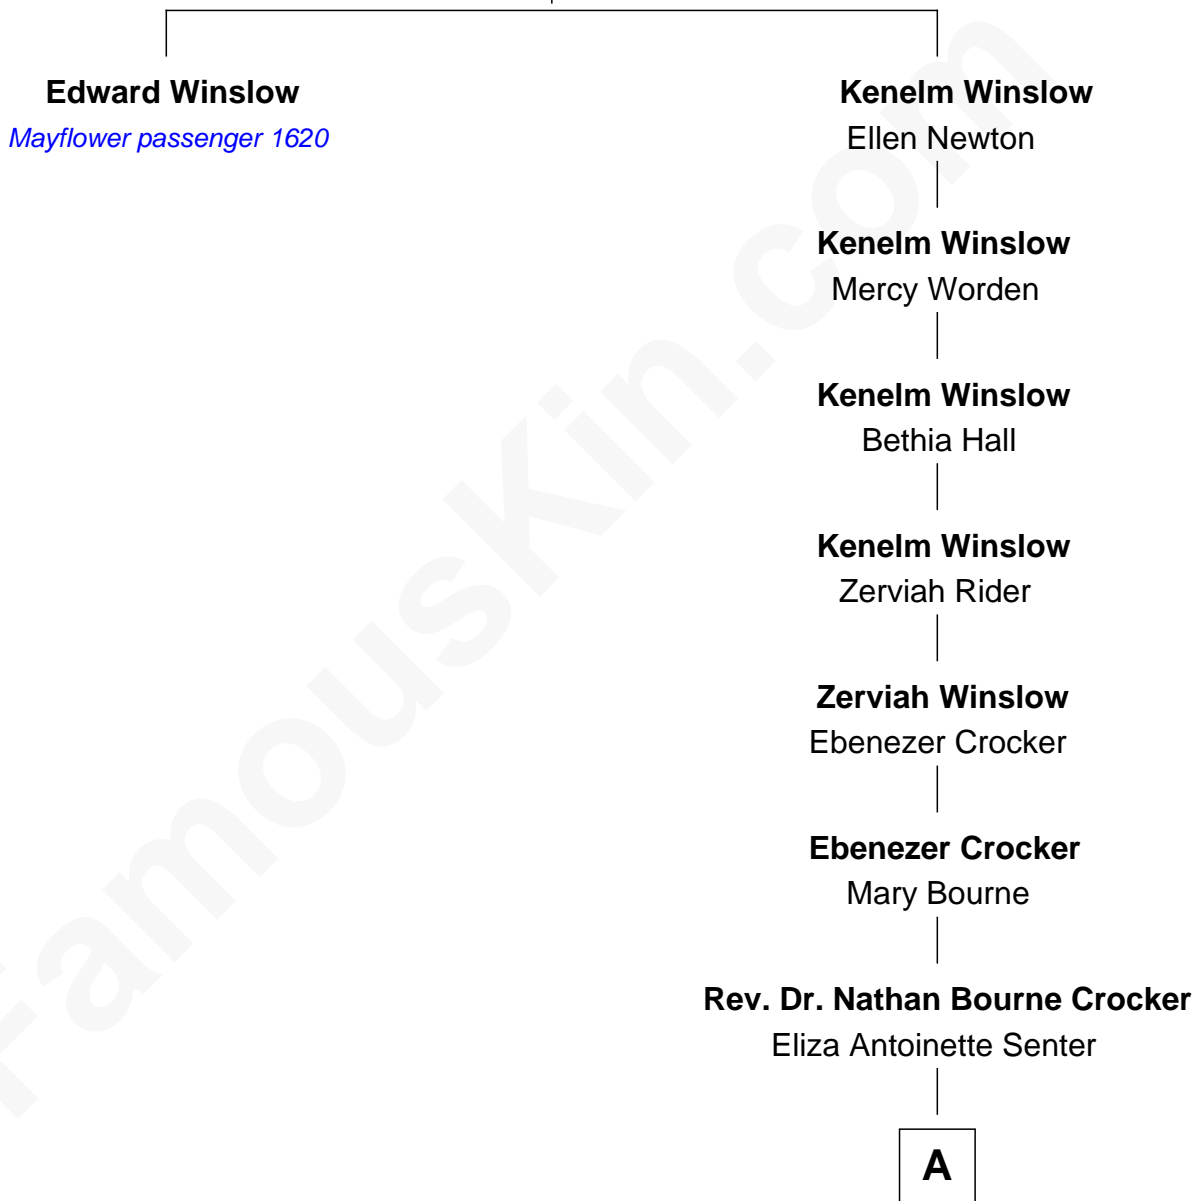 Edward Winslow
Mayflower passenger 1620
Kenelm Winslow
Ellen Newton
Kenelm Winslow
Mercy Worden
Kenelm Winslow
Bethia Hall
Kenelm Winslow
Zerviah Rider
Zerviah Winslow
Ebenezer Crocker
Ebenezer Crocker
Mary Bourne
Rev. Dr. Nathan Bourne Crocker
Eliza Antoinette Senter
A
FamousKin.com